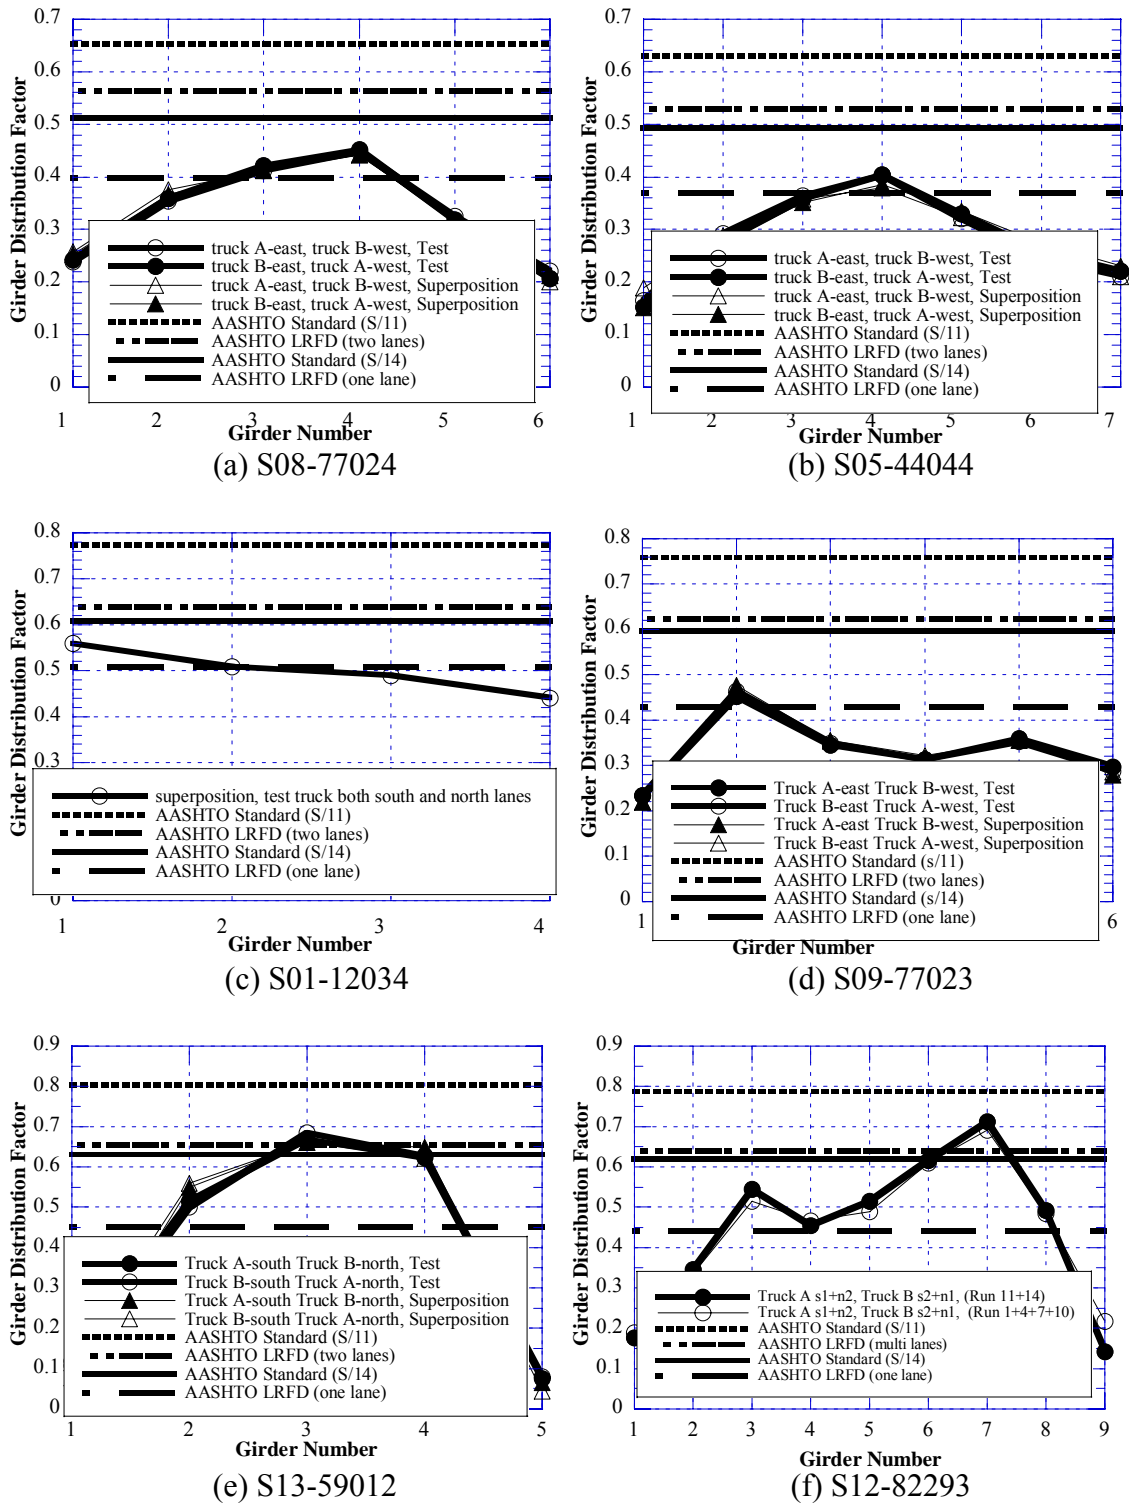 0.7
0.6
0.5
0.4
0.3
0.2
0.1
0
Girder Distribution Factor
truck A-east, truck B-west, Test
truck B-east, truck A-west, Test
truck A-east, truck B-west, Superposition
truck B-east, truck A-west, Superposition
AASHTO Standard (S/11)
AASHTO LRFD (two lanes)
AASHTO Standard (S/14)
AASHTO LRFD (one lane)
1 2 3 4 5 6
Girder Number
(a) S08-77024
0.7
0.6
0.5
0.4
0.3
0.2
0.1
0
Girder Distribution Factor
truck A-east, truck B-west, Test
truck B-east, truck A-west, Test
truck A-east, truck B-west, Superposition
truck B-east, truck A-west, Superposition
AASHTO Standard (S/11)
AASHTO LRFD (two lanes)
AASHTO Standard (S/14)
AASHTO LRFD (one lane)
1 2 3 4 5 6 7
Girder Number
(b) S05-44044
0.8
0.7
0.6
0.5
0.4
0.3
0
Girder Distribution Factor
superposition, test truck both south and north lanes
AASHTO Standard (S/11)
AASHTO LRFD (two lanes)
AASHTO Standard (S/14)
AASHTO LRFD (one lane)
1 2 3 4
Girder Number
(c) S01-12034
0.8
0.7
0.6
0.5
0.4
0.3
0.2
0.1
0
Girder Distribution Factor
Truck A-east Truck B-west, Test
Truck B-east Truck A-west, Test
Truck A-east Truck B-west, Superposition
Truck B-east Truck A-west, Superposition
AASHTO Standard (s/11)
AASHTO LRFD (two lanes)
AASHTO Standard (s/14)
AASHTO LRFD (one lane)
1 6
Girder Number
(d) S09-77023
0.9
0.8
0.7
0.6
0.5
0.4
0.3
0.2
0.1
0
Girder Distribution Factor
Truck A-south Truck B-north, Test
Truck B-south Truck A-north, Test
Truck A-south Truck B-north, Superposition
Truck B-south Truck A-north, Superposition
AASHTO Standard (S/11)
AASHTO LRFD (two lanes)
AASHTO Standard (S/14)
AASHTO LRFD (one lane)
1 2 3 4 5
Girder Number
(e) S13-59012
0.9
0.8
0.7
0.6
0.5
0.4
0.3
0.2
0.1
0
Girder Distribution Factor
Truck A s1+n2, Truck B s2+n1, (Run 11+14)
Truck A s1+n2, Truck B s2+n1, (Run 1+4+7+10)
AASHTO Standard (S/11)
AASHTO LRFD (multi lanes)
AASHTO Standard (S/14)
AASHTO LRFD (one lane)
1 2 3 4 5 6 7 8 9
Girder Number
(f) S12-82293